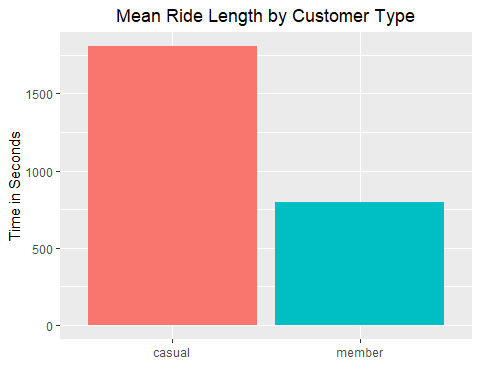 Mean Ride Length by Customer Type
Time in Seconds
1500
1000
500
0
casual
member